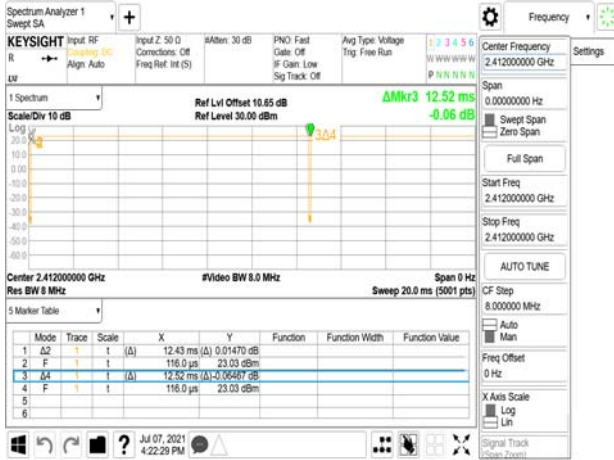 Spectrum Analyzer 1
Swept SA
Frequency
KEYSIGHT Input: RF
Coupling: DC
Align: Auto
R
Input Z: 50 Ω
Corrections: Off
Freq Ref: Int (S)
#Atten: 30 dB
PNO: Fast
Gate: Off
IF Gain: Low
Sig Track: Off
Avg Type: Voltage
Trig: Free Run
1 2 3 4 5 6
W W W W W W
P N N N N N
1 Spectrum
Scale/Div 10 dB
Ref Lvl Offset 10.65 dB
Ref Level 30.00 dBm
ΔMkr3 12.52 ms
-0.06 dB
Log
20.0
10.0
0.00
-10.0
-20.0
-30.0
-40.0
-50.0
-60.0
3Δ4
Center 2.412000000 GHz
Res BW 8 MHz
#Video BW 8.0 MHz
Span 0 Hz
Sweep 20.0 ms (5001 pts)
5 Marker Table
Mode Trace Scale X Y Function Function Width Function Value
1 Δ2 1 t (Δ) 12.43 ms (Δ) 0.01470 dB
2 F 1 t 116.0 µs 23.03 dBm
3 Δ4 1 t (Δ) 12.52 ms (Δ) -0.06467 dB
4 F 1 t 116.0 µs 23.03 dBm
5
6
Jul 07, 2021
4:22:29 PM
Center Frequency
2.412000000 GHz
Settings
Span
0.00000000 Hz
Swept Span
Zero Span
Full Span
Start Freq
2.412000000 GHz
Stop Freq
2.412000000 GHz
AUTO TUNE
CF Step
8.000000 MHz
Auto
Man
Freq Offset
0 Hz
X Axis Scale
Log
Lin
Signal Track
(Span Zoom)